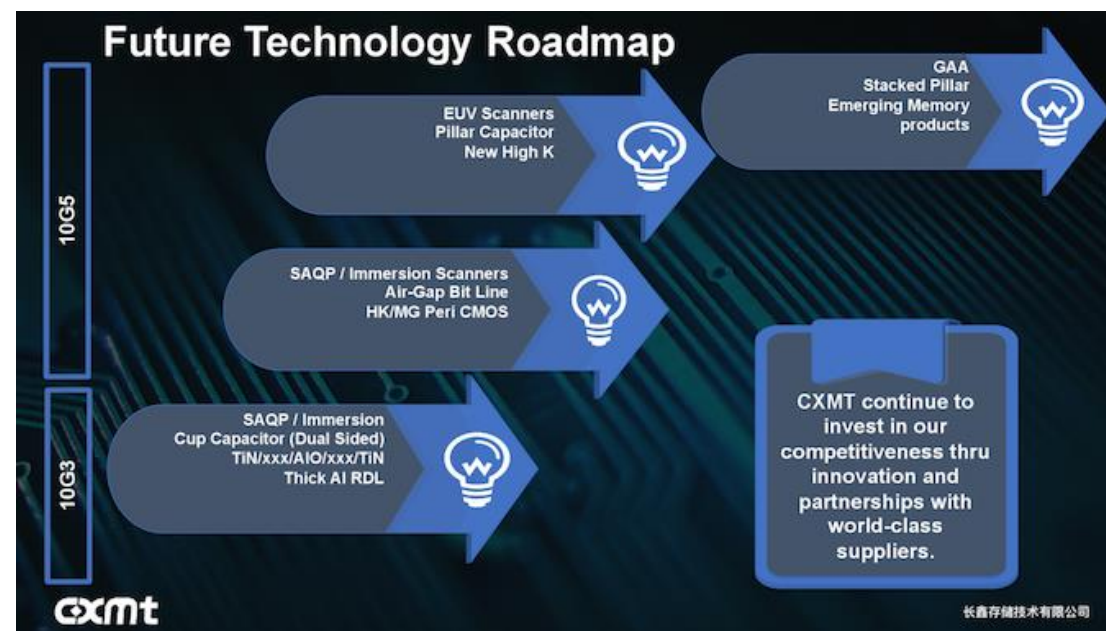 Future Technology Roadmap
GAA
Stacked Pillar
Emerging Memory
products
EUV Scanners
Pillar Capacitor
New High K
10G5
SAQP / Immersion Scanners
Air-Gap Bit Line
HK/MG Peri CMOS
10G3
SAQP / Immersion
Cup Capacitor (Dual Sided)
TiN/xxx/AlO/xxx/TiN
Thick Al RDL
CXMT continue to
invest in our
competitiveness thru
innovation and
partnerships with
world-class
suppliers.
cxmt
长鑫存储技术有限公司